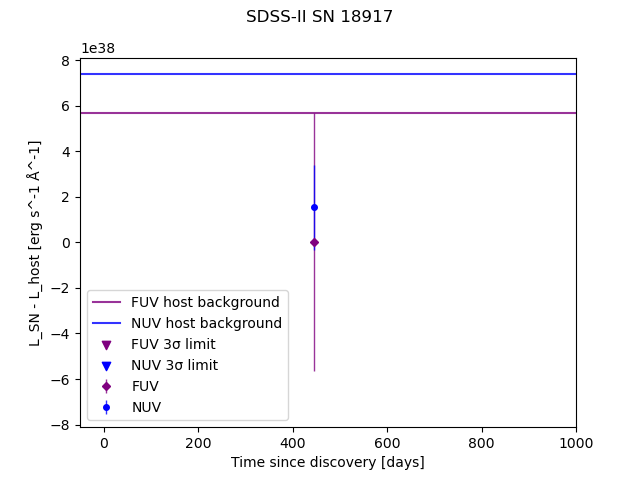 SDSS-II SN 18917
1e38
8
6
4
2
0
−2
−4
−6
−8
L_SN - L_host [erg s^-1 Å^-1]
FUV host background
NUV host background
FUV 3σ limit
NUV 3σ limit
FUV
NUV
0 200 400 600 800 1000
Time since discovery [days]